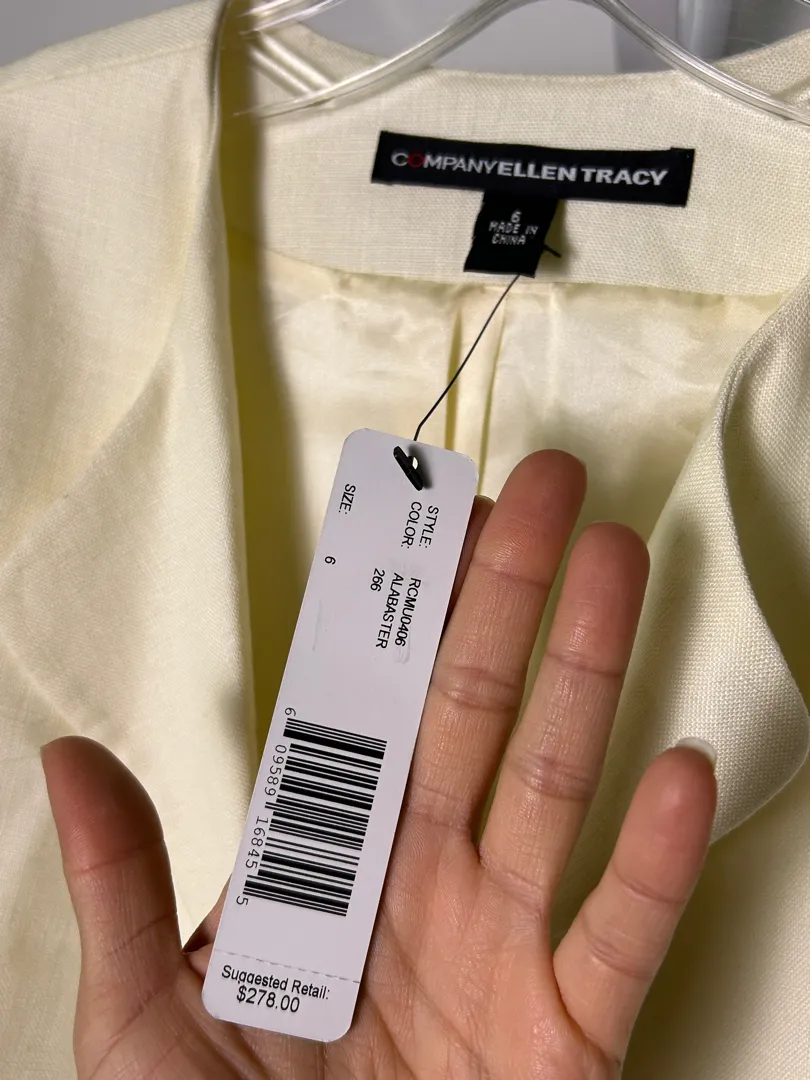 COMPANYELLEN TRACY
6
MADE IN
CHINA
STYLE: RCMU0406
COLOR: ALABASTER
266
SIZE: 6
6 09589 16845 5
Suggested Retail:
$278.00